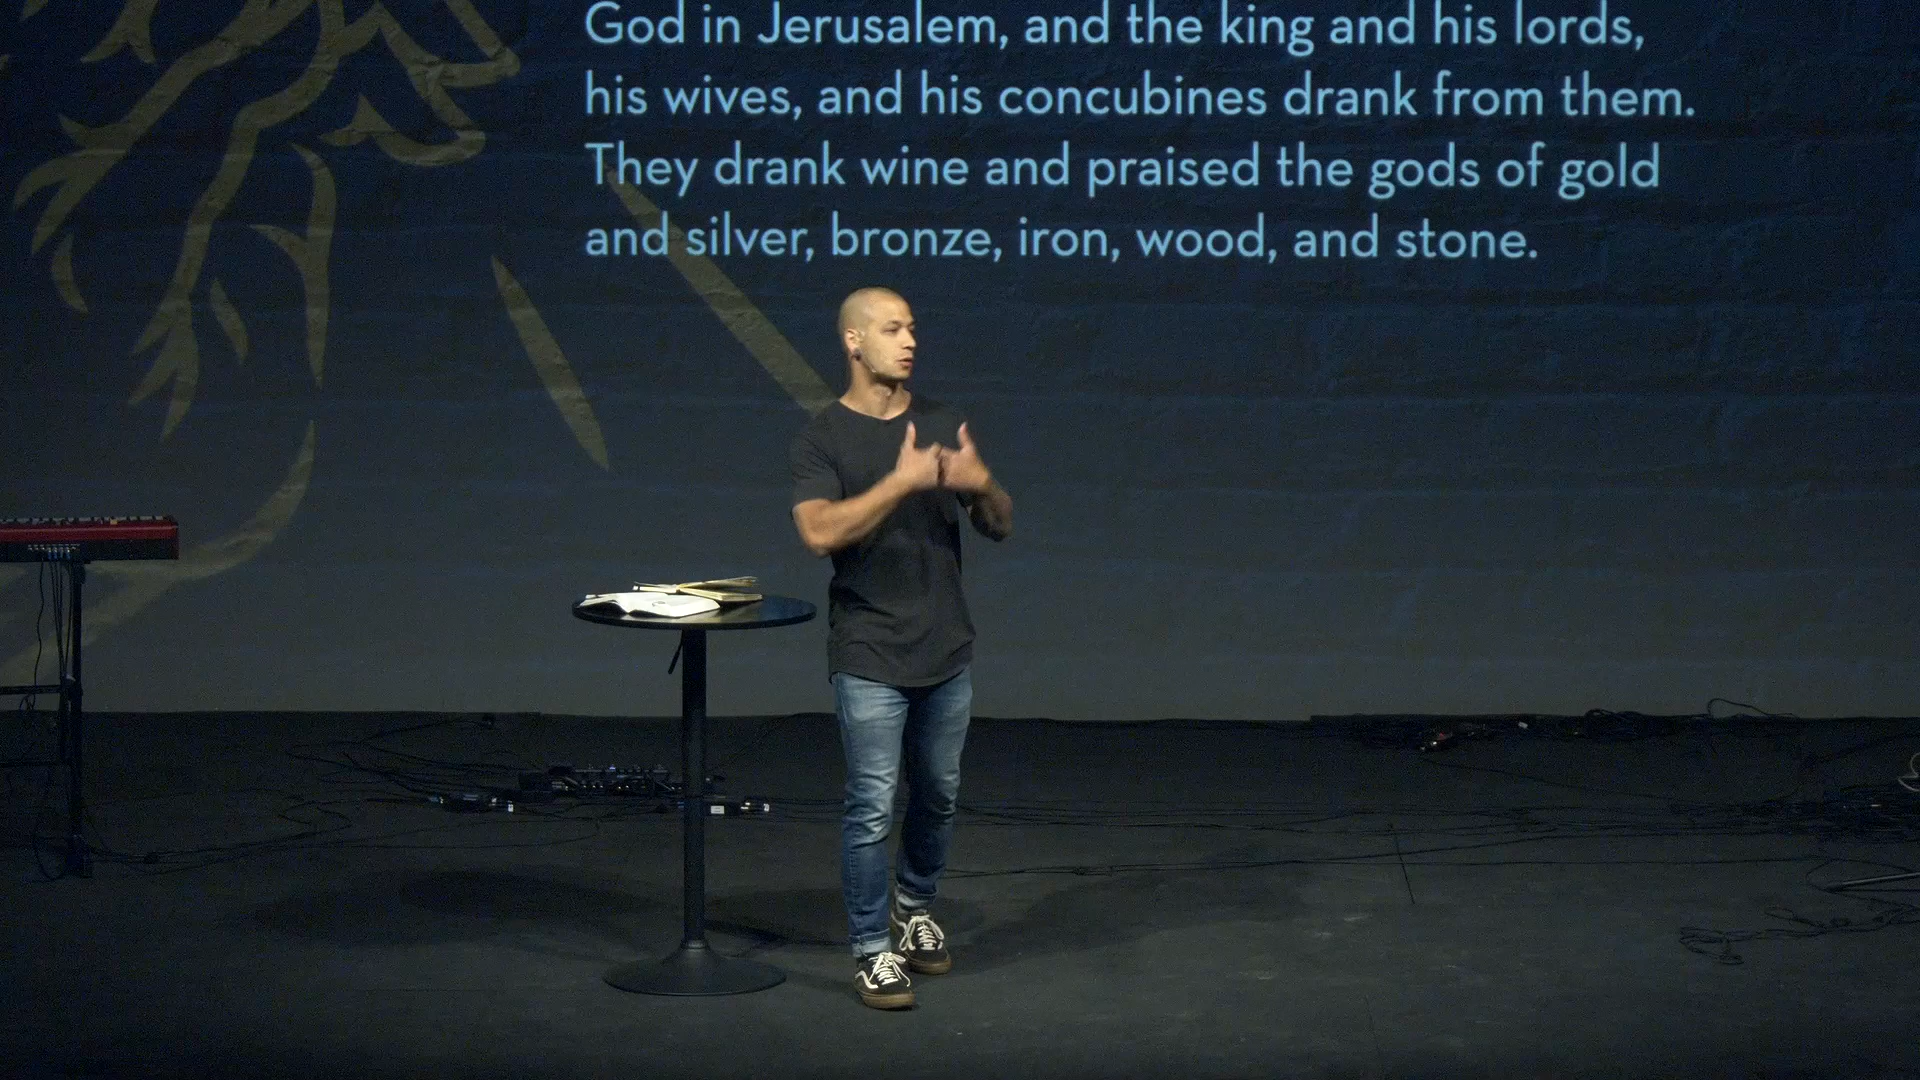 God in Jerusalem, and the king and his lords,
his wives, and his concubines drank from them.
They drank wine and praised the gods of gold
and silver, bronze, iron, wood, and stone.